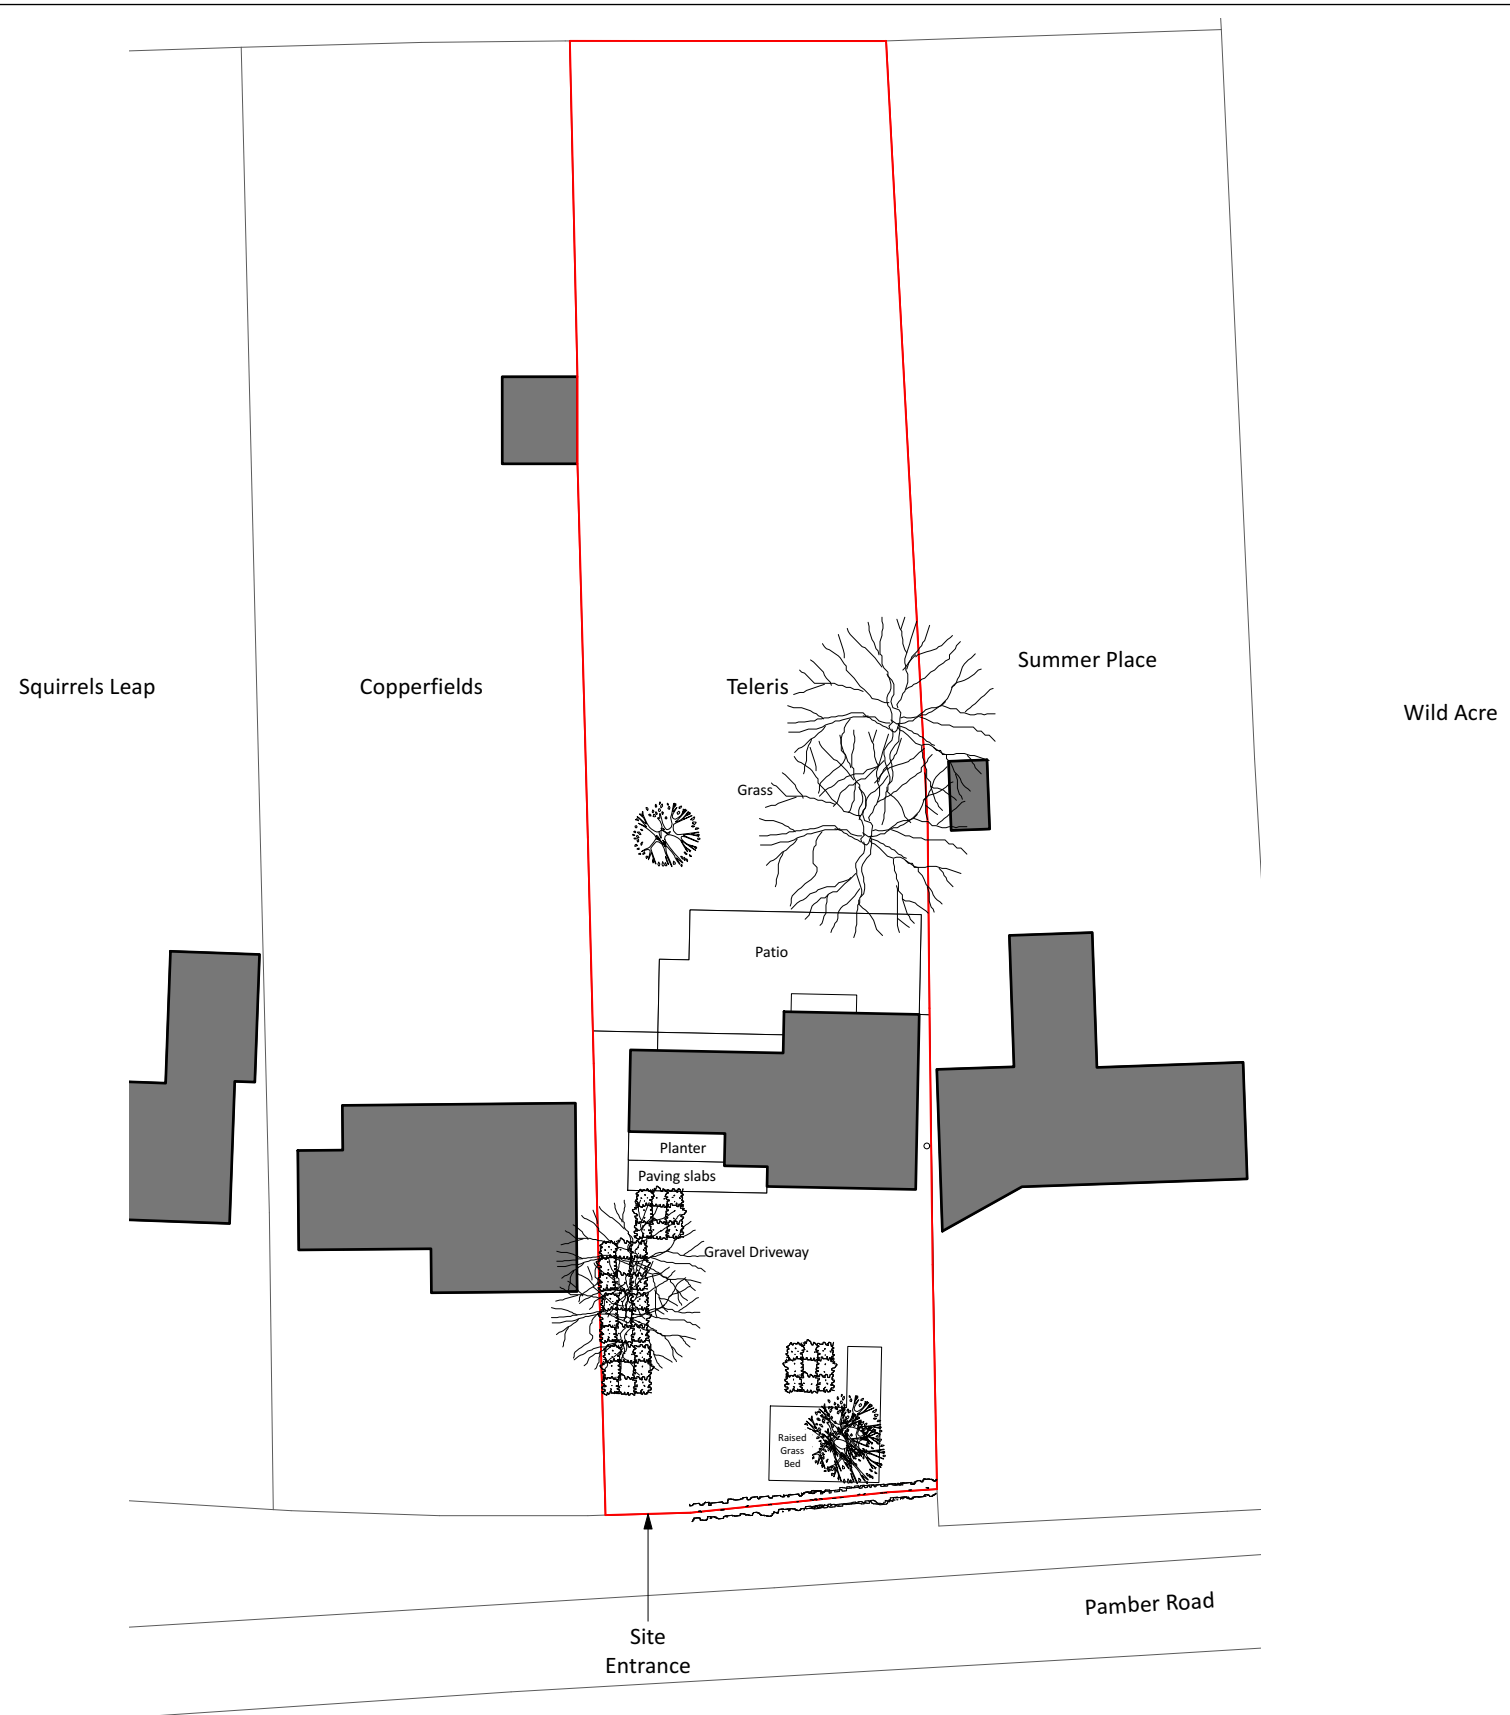 Summer Place
Squirrels Leap
Copperfields
Teleris
Wild Acre
Grass
Patio
Planter
Paving slabs
Gravel Driveway
Raised
Grass
Bed
Pamber Road
Site
Entrance